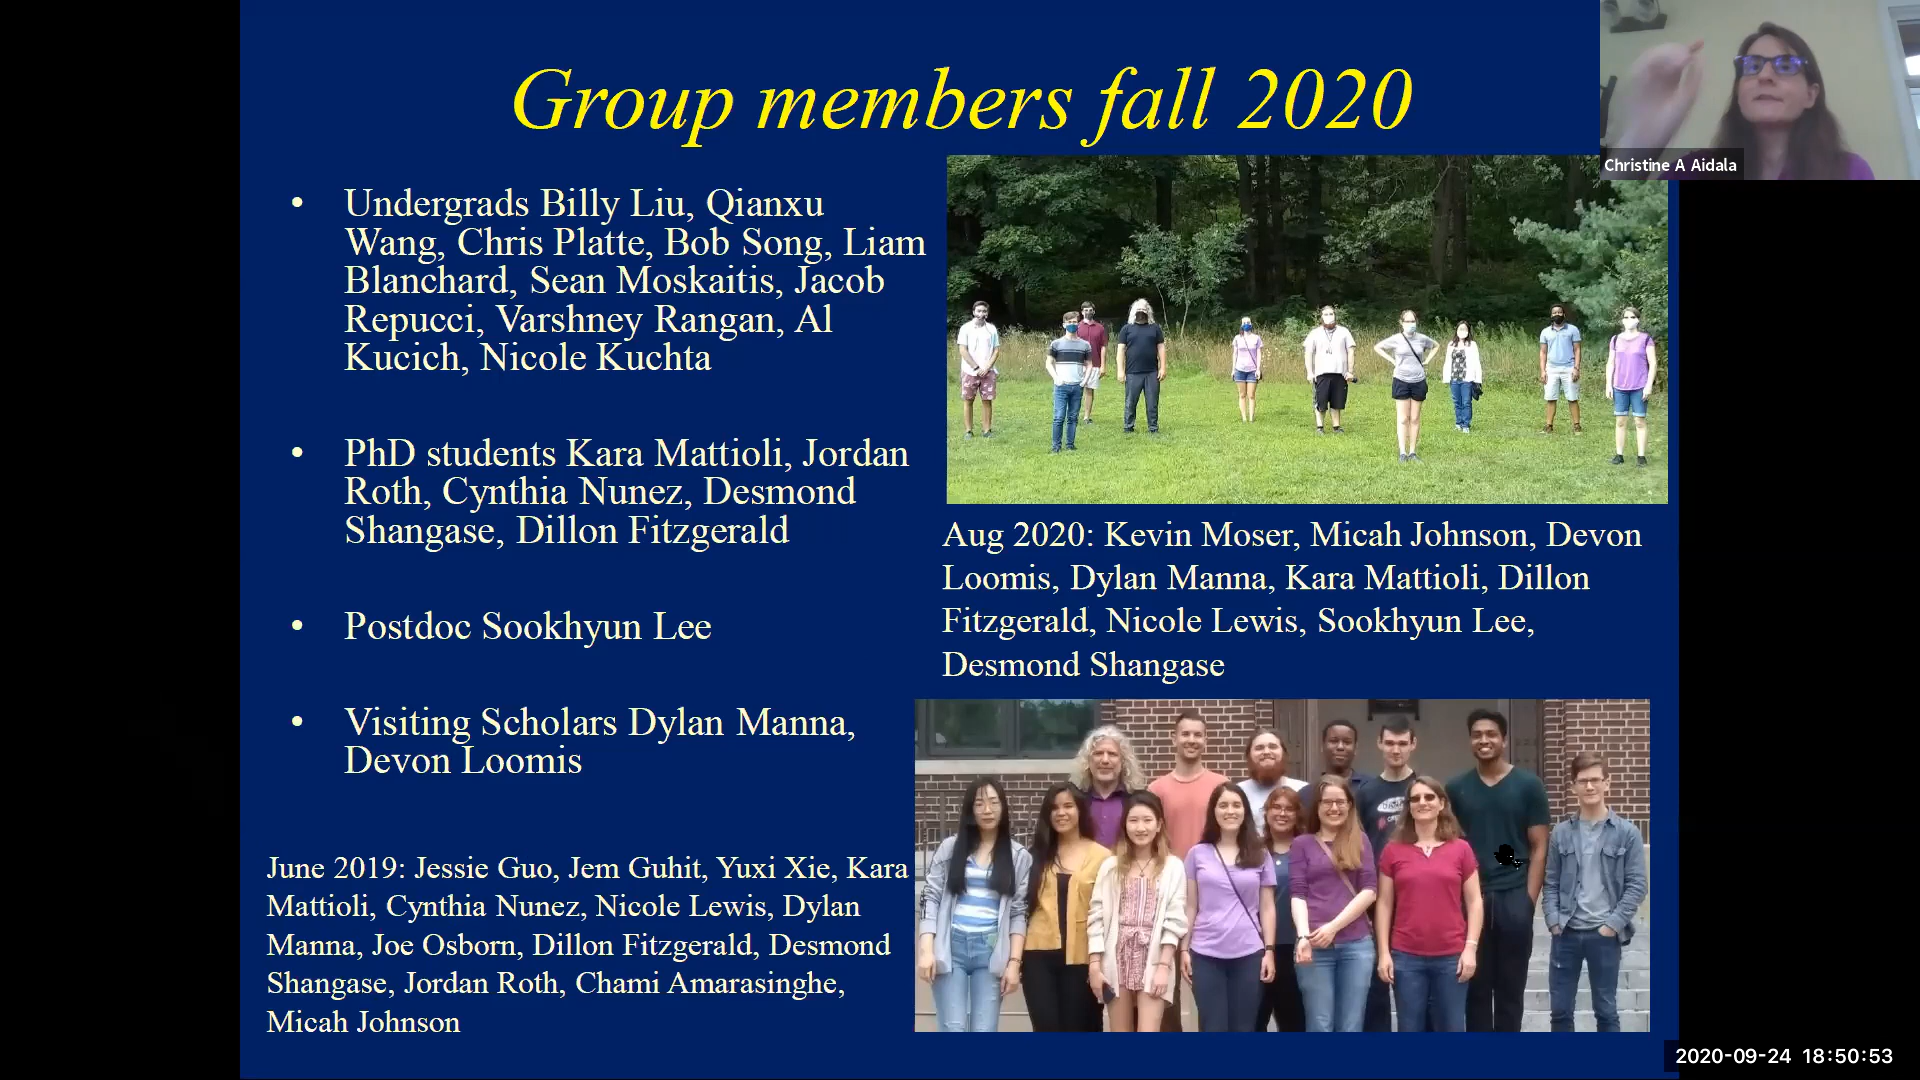 Group members fall 2020
Christine A Aidala
• Undergrads Billy Liu, Qianxu
Wang, Chris Platte, Bob Song, Liam
Blanchard, Sean Moskaitis, Jacob
Repucci, Varshney Rangan, Al
Kucich, Nicole Kuchta
• PhD students Kara Mattioli, Jordan
Roth, Cynthia Nunez, Desmond
Shangase, Dillon Fitzgerald
• Postdoc Sookhyun Lee
• Visiting Scholars Dylan Manna,
Devon Loomis
Aug 2020: Kevin Moser, Micah Johnson, Devon
Loomis, Dylan Manna, Kara Mattioli, Dillon
Fitzgerald, Nicole Lewis, Sookhyun Lee,
Desmond Shangase
June 2019: Jessie Guo, Jem Guhit, Yuxi Xie, Kara
Mattioli, Cynthia Nunez, Nicole Lewis, Dylan
Manna, Joe Osborn, Dillon Fitzgerald, Desmond
Shangase, Jordan Roth, Chami Amarasinghe,
Micah Johnson
2020-09-24 18:50:53